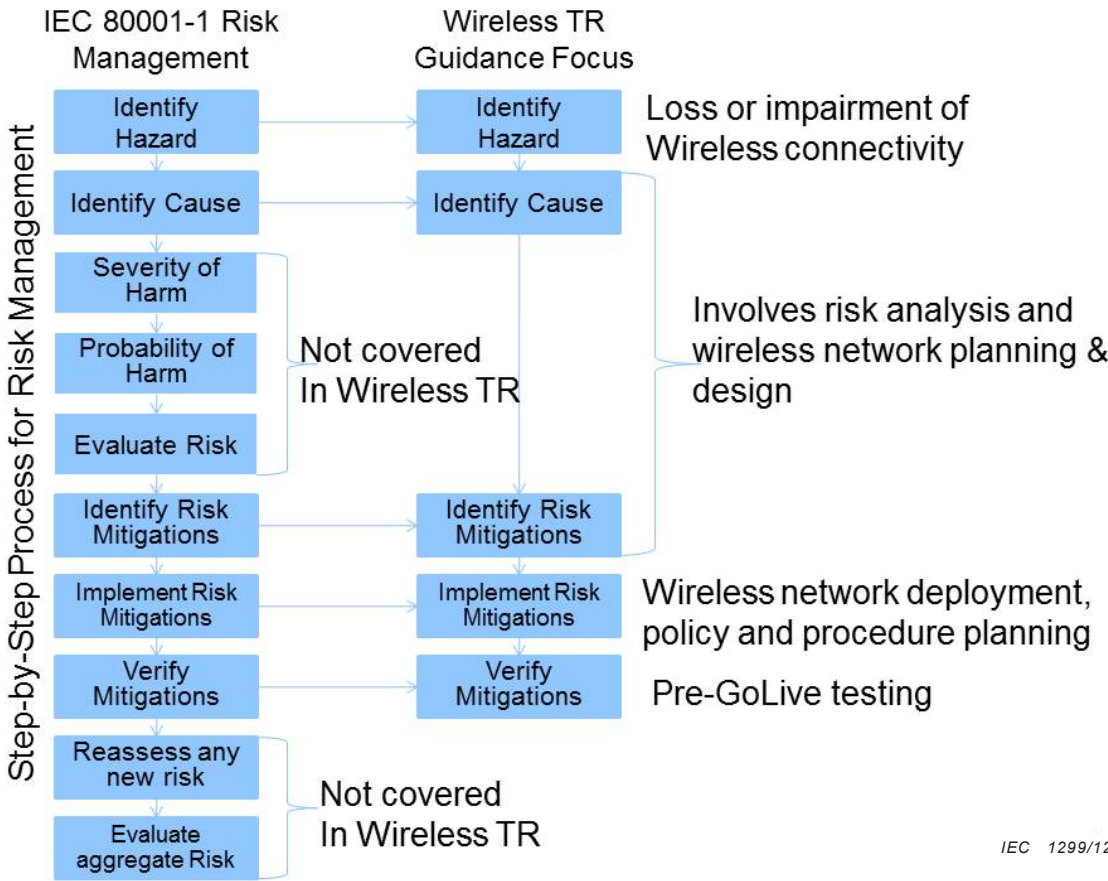 IEC 80001-1 Risk
Management
Wireless TR
Guidance Focus
Step-by-Step Process for Risk Management
Identify
Hazard
Identify
Hazard
Loss or impairment of
Wireless connectivity
Identify Cause
Identify Cause
Severity of
Harm
Probability of
Harm
Evaluate Risk
Not covered
In Wireless TR
Involves risk analysis and
wireless network planning &
design
Identify Risk
Mitigations
Identify Risk
Mitigations
Implement Risk
Mitigations
Implement Risk
Mitigations
Wireless network deployment,
policy and procedure planning
Verify
Mitigations
Verify
Mitigations
Pre-GoLive testing
Reassess any
new risk
Evaluate
aggregate Risk
Not covered
In Wireless TR
IEC 1299/12